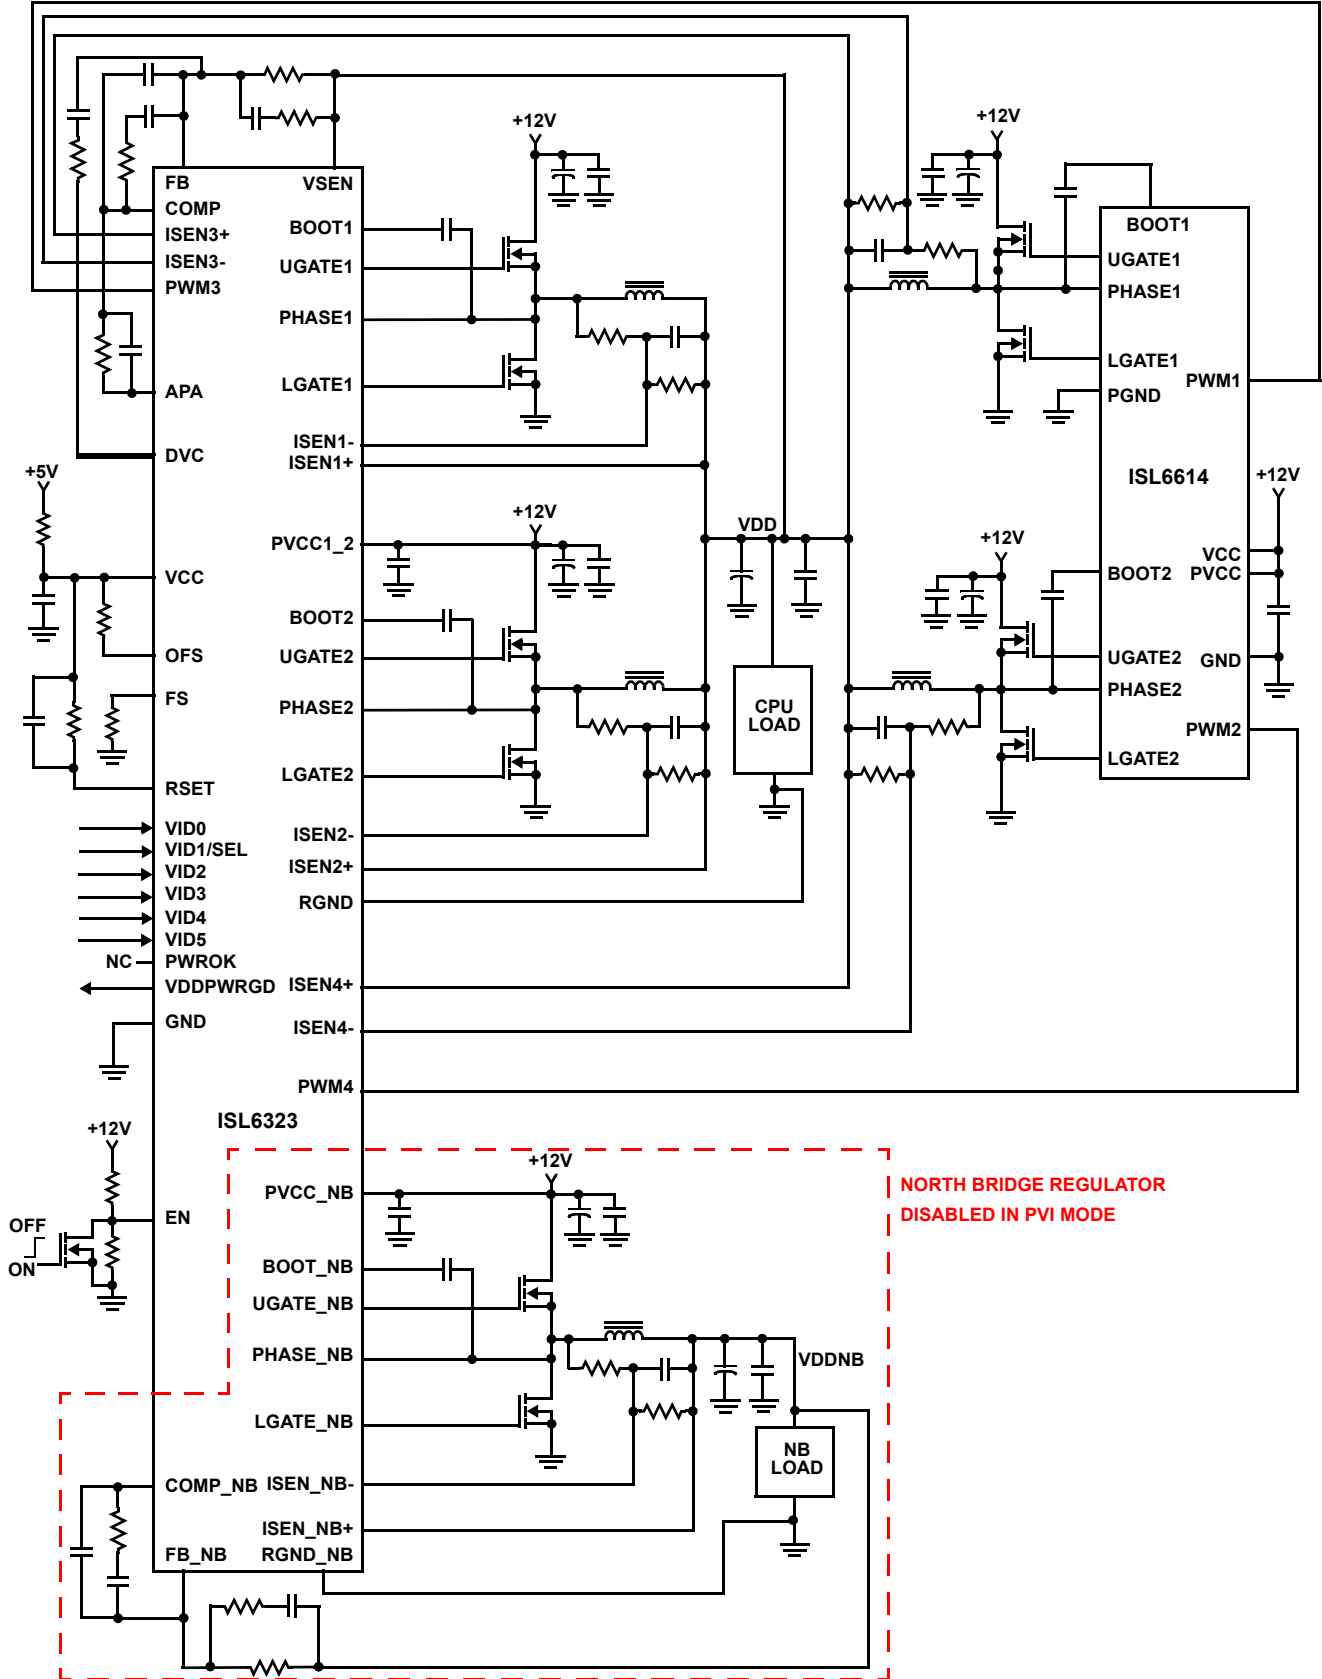 +12V
+12V
FB
VSEN
COMP
ISEN3+
ISEN3-
PWM3
BOOT1
UGATE1
PHASE1
LGATE1
APA
ISEN1-
ISEN1+
DVC
+5V
+12V
PVCC1_2
VCC
BOOT2
OFS
UGATE2
FS
PHASE2
LGATE2
RSET
VID0
VID1/SEL
VID2
VID3
VID4
VID5
NC
PWROK
VDDPWRGD
GND
ISEN2-
ISEN2+
RGND
ISEN4+
ISEN4-
PWM4
ISL6323
VDD
CPU
LOAD
BOOT1
UGATE1
PHASE1
LGATE1
PWM1
PGND
ISL6614
+12V
+12V
VCC
PVCC
BOOT2
UGATE2
GND
PHASE2
PWM2
LGATE2
+12V
EN
OFF
ON
+12V
PVCC_NB
BOOT_NB
UGATE_NB
PHASE_NB
LGATE_NB
COMP_NB
ISEN_NB-
ISEN_NB+
FB_NB
RGND_NB
VDDNB
NB
LOAD
NORTH BRIDGE REGULATOR
DISABLED IN PVI MODE